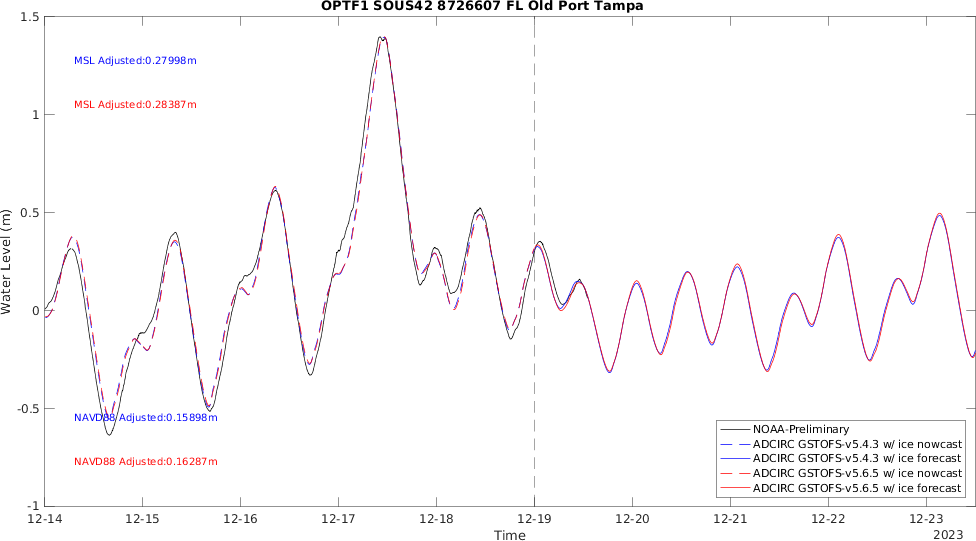 OPTF1 SOUS42 8726607 FL Old Port Tampa
1.5
MSL Adjusted:0.27998m
MSL Adjusted:0.28387m
1
0.5
Water Level (m)
0
-0.5
NAVD88 Adjusted:0.15898m
NAVD88 Adjusted:0.16287m
NOAA-Preliminary
ADCIRC GSTOFS-v5.4.3 w/ ice nowcast
ADCIRC GSTOFS-v5.4.3 w/ ice forecast
ADCIRC GSTOFS-v5.6.5 w/ ice nowcast
ADCIRC GSTOFS-v5.6.5 w/ ice forecast
-1
12-14 12-15 12-16 12-17 12-18 12-19 12-20 12-21 12-22 12-23
Time
2023